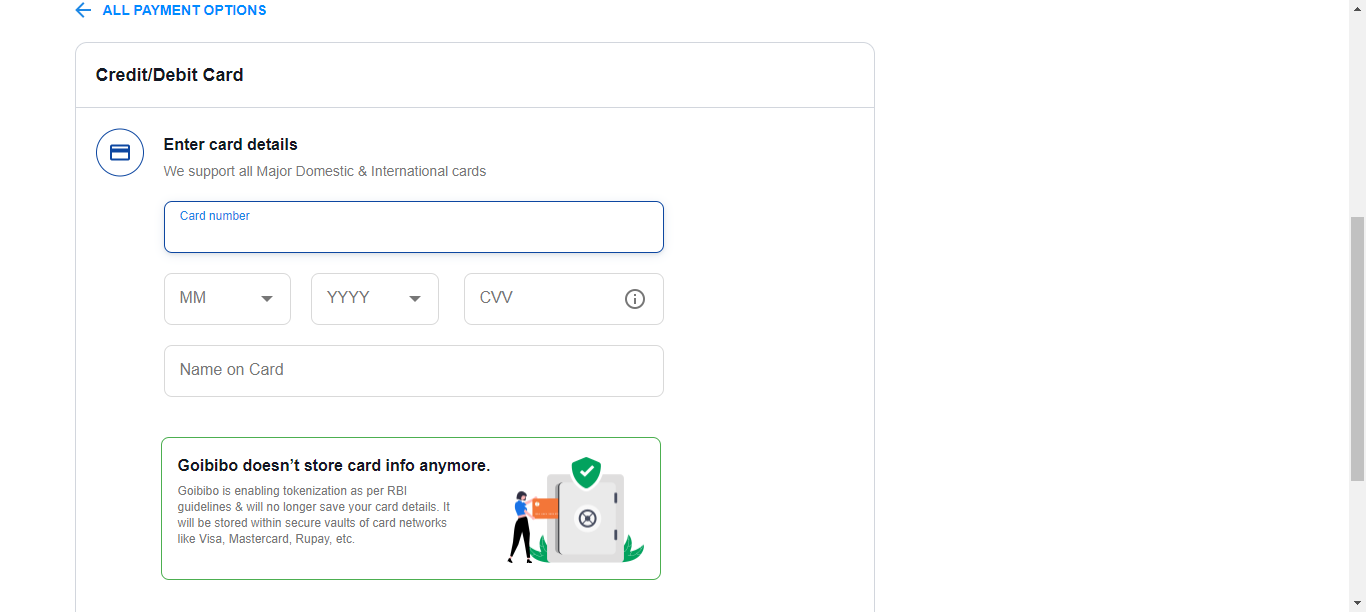 ALL PAYMENT OPTIONS
Credit/Debit Card
Enter card details
We support all Major Domestic & International cards
Card number
MM YYYY CVV
Name on Card
Goibibo doesn’t store card info anymore.
Goibibo is enabling tokenization as per RBI
guidelines & will no longer save your card details. It
will be stored within secure vaults of card networks
like Visa, Mastercard, Rupay, etc.